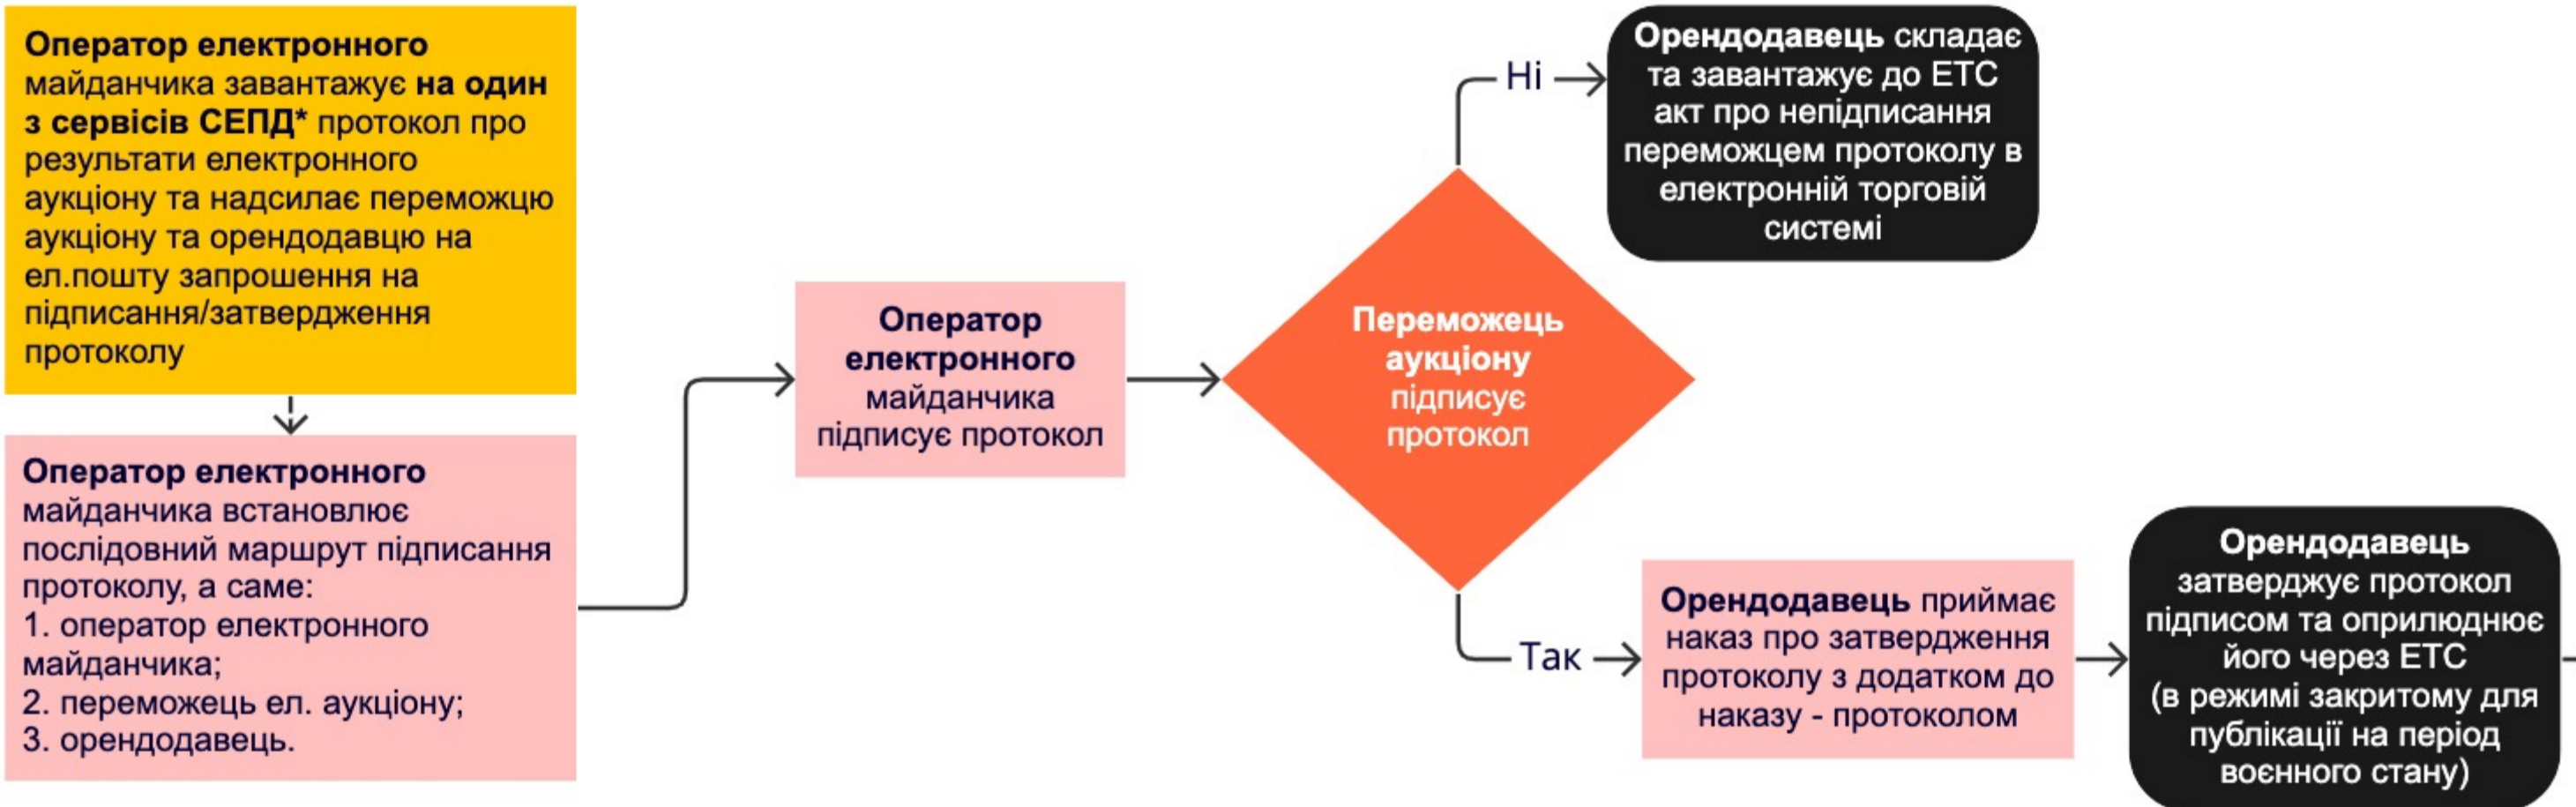 Оператор електронного
майданчика завантажує на один
з сервісів СЕПД* протокол про
результати електронного
аукціону та надсилає переможцю
аукціону та орендодавцю на
ел.пошту запрошення на
підписання/затвердження
протоколу
Оператор електронного
майданчика встановлює
послідовний маршрут підписання
протоколу, а саме:
1. оператор електронного
майданчика;
2. переможець ел. аукціону;
3. орендодавець.
Оператор
електронного
майданчика
підписує протокол
Переможець
аукціону
підписує
протокол
Ні
Орендодавець складає
та завантажує до ЕТС
акт про непідписання
переможцем протоколу в
електронній торговій
системі
Так
Орендодавець приймає
наказ про затвердження
протоколу з додатком до
наказу - протоколом
Орендодавець
затверджує протокол
підписом та оприлюднює
його через ЕТС
(в режимі закритому для
публікації на період
воєнного стану)